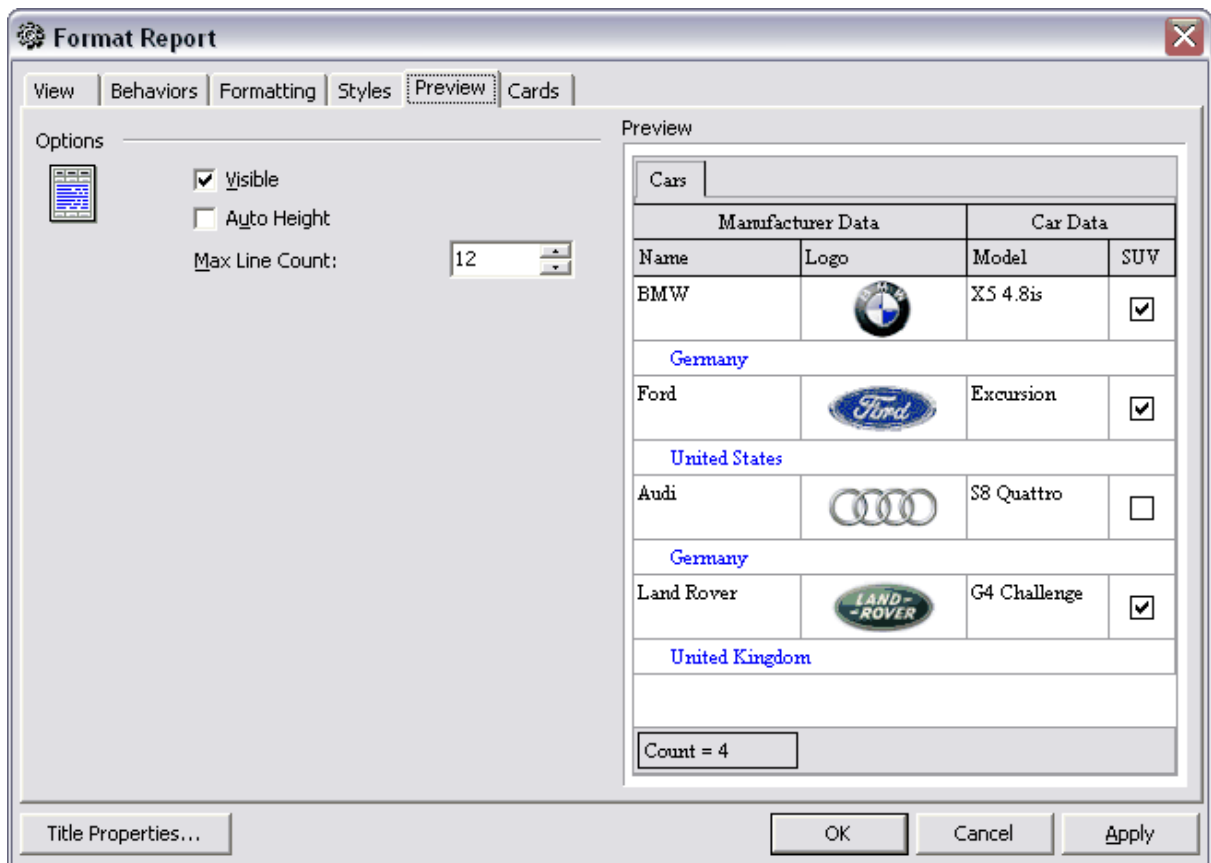 Format Report
View Behaviors Formatting Styles Preview Cards
Options
Visible
Auto Height
Max Line Count: 12
Preview
Cars
Manufacturer Data Car Data
Name Logo Model SUV
BMW BMW X5 4.8is
Germany
Ford Ford Excursion
United States
Audi S8 Quattro
Germany
Land Rover LAND- G4 Challenge
-ROVER
United Kingdom
Count = 4
Title Properties... OK Cancel Apply